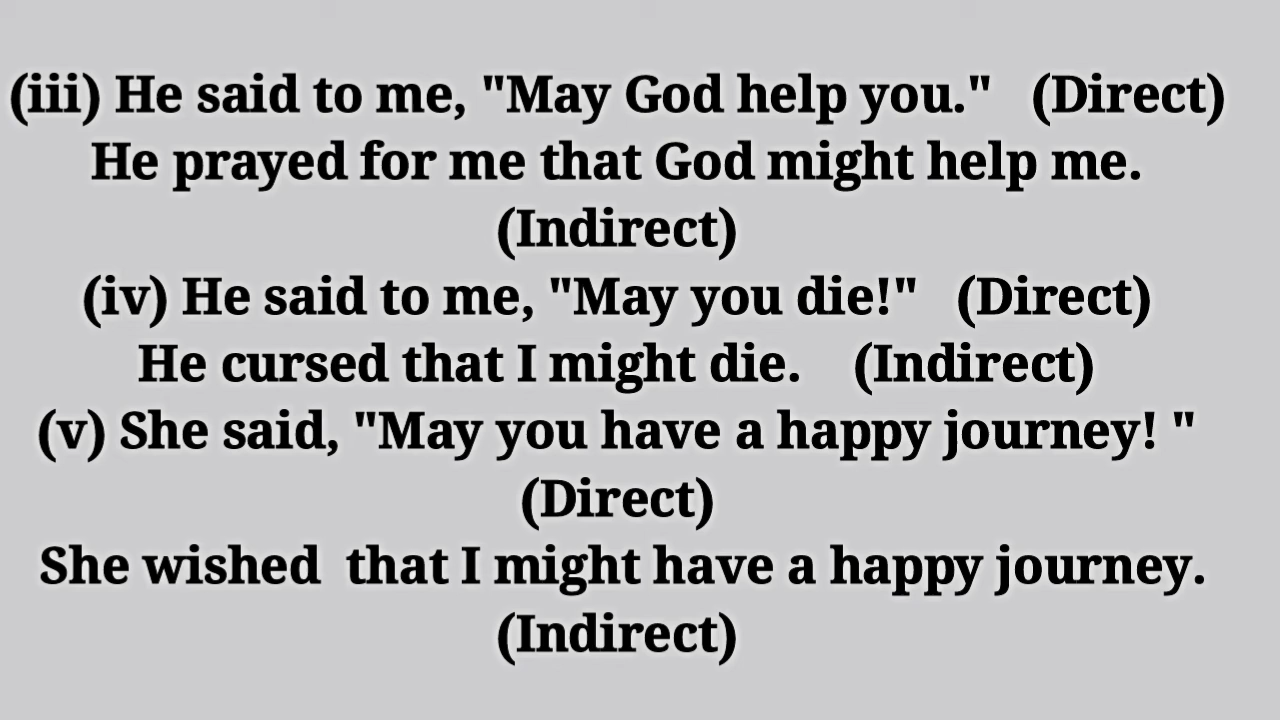 (iii) He said to me, "May God help you."   (Direct)
He prayed for me that God might help me.
(Indirect)
(iv) He said to me, "May you die!"   (Direct)
He cursed that I might die.    (Indirect)
(v) She said, "May you have a happy journey! "
(Direct)
She wished  that I might have a happy journey.
(Indirect)